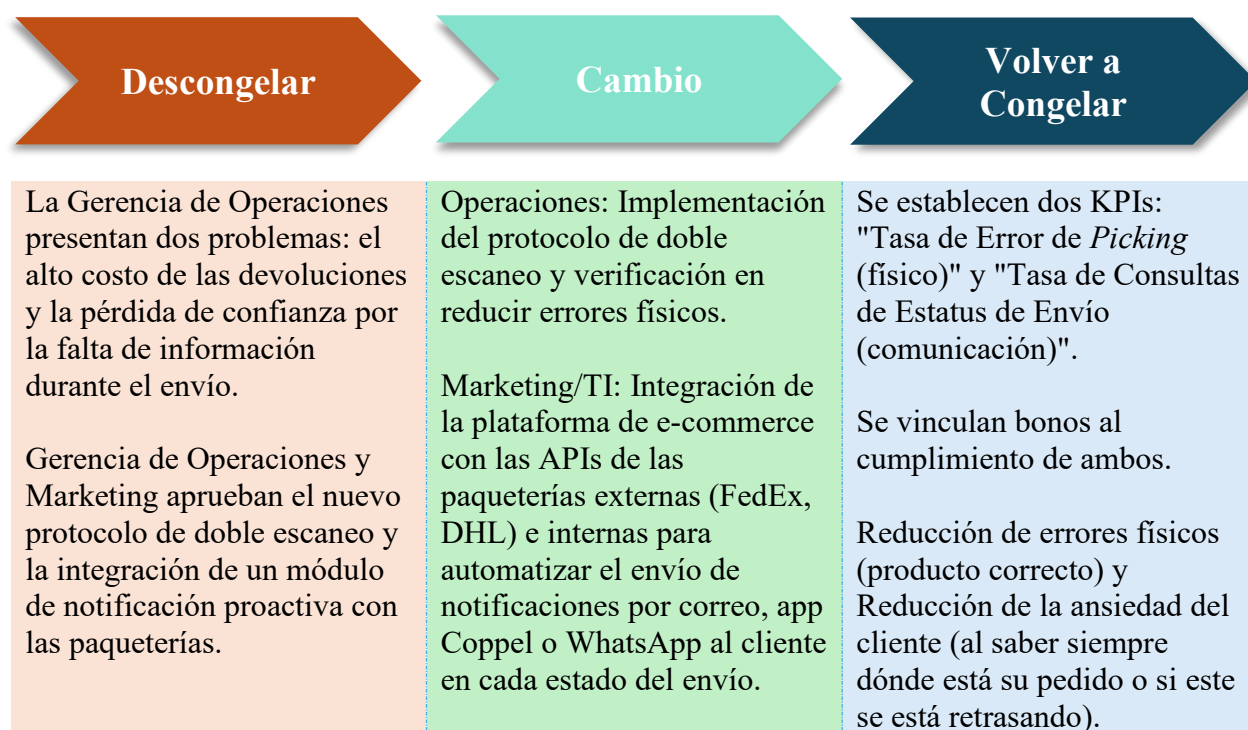 Descongelar
Cambio
Volver a
Congelar
La Gerencia de Operaciones
presentan dos problemas: el
alto costo de las devoluciones
y la pérdida de confianza por
la falta de información
durante el envío.
Gerencia de Operaciones y
Marketing aprueban el nuevo
protocolo de doble escaneo y
la integración de un módulo
de notificación proactiva con
las paqueterías.
Operaciones: Implementación
del protocolo de doble
escaneo y verificación en
reducir errores físicos.
Marketing/TI: Integración de
la plataforma de e-commerce
con las APIs de las
paqueterías externas (FedEx,
DHL) e internas para
automatizar el envío de
notificaciones por correo, app
Coppel o WhatsApp al cliente
en cada estado del envío.
Se establecen dos KPIs:
"Tasa de Error de Picking
(físico)" y "Tasa de Consultas
de Estatus de Envío
(comunicación)".
Se vinculan bonos al
cumplimiento de ambos.
Reducción de errores físicos
(producto correcto) y
Reducción de la ansiedad del
cliente (al saber siempre
dónde está su pedido o si este
se está retrasando).